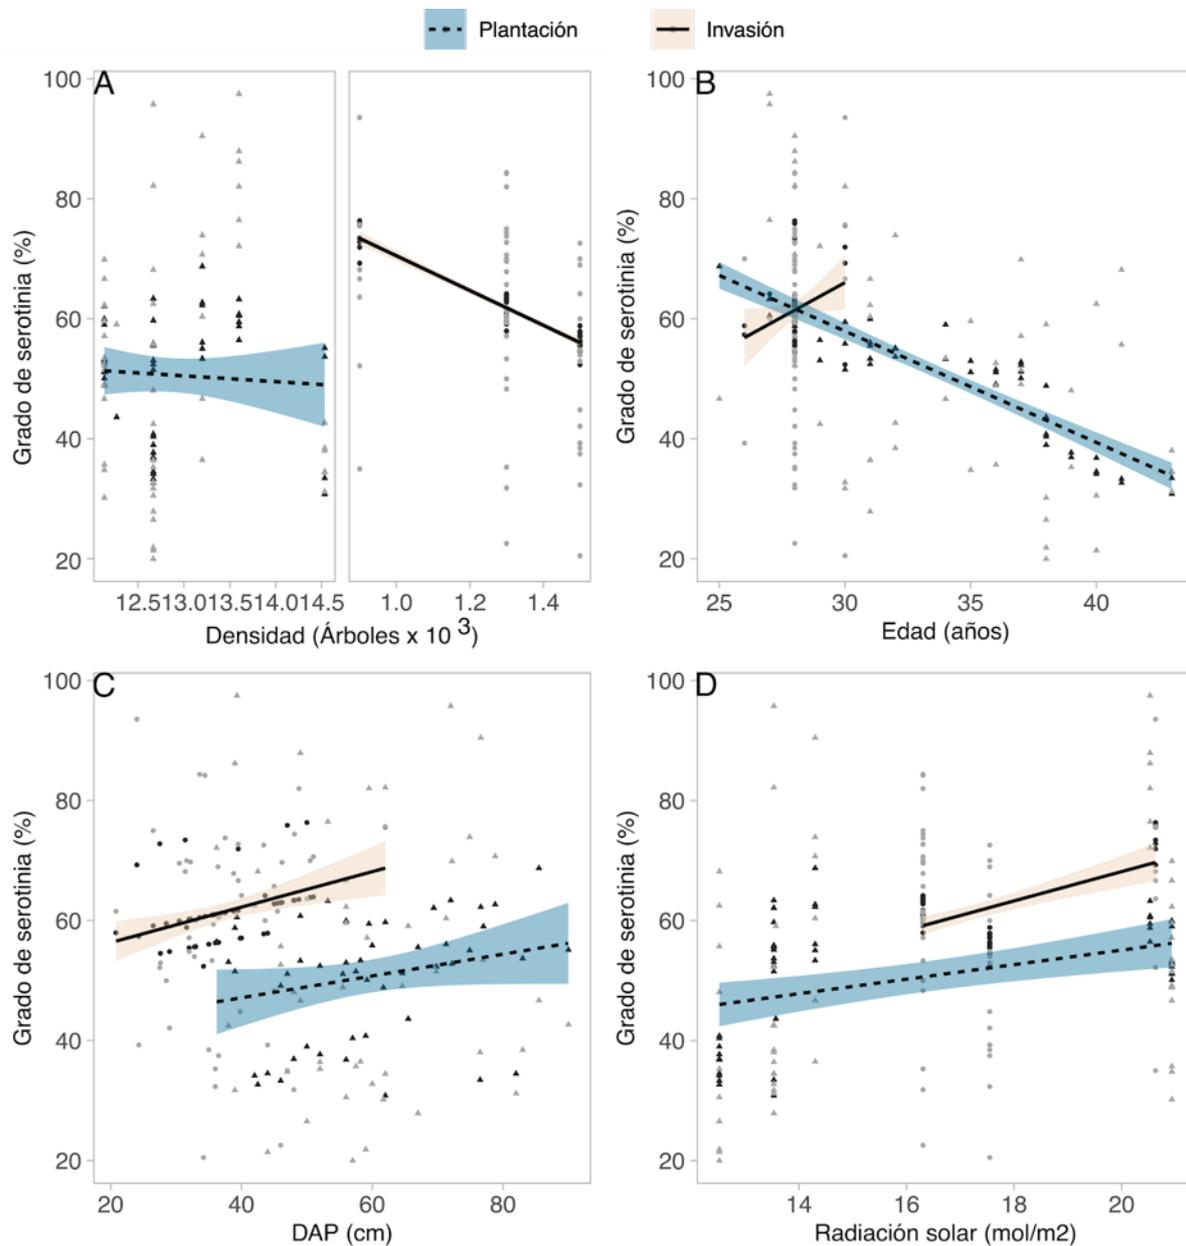 Plantación Invasión
A B
100 80 60 40 20
Grado de serotinia (%)
12.5 13.0 13.5 14.0 14.5 1.0 1.2 1.4
Densidad (Árboles x 10 3)
100 80 60 40 20
Grado de serotinia (%)
25 30 35 40
Edad (años)
C D
100 80 60 40 20
Grado de serotinia (%)
20 40 60 80
DAP (cm)
100 80 60 40 20
Grado de serotinia (%)
14 16 18 20
Radiación solar (mol/m2)